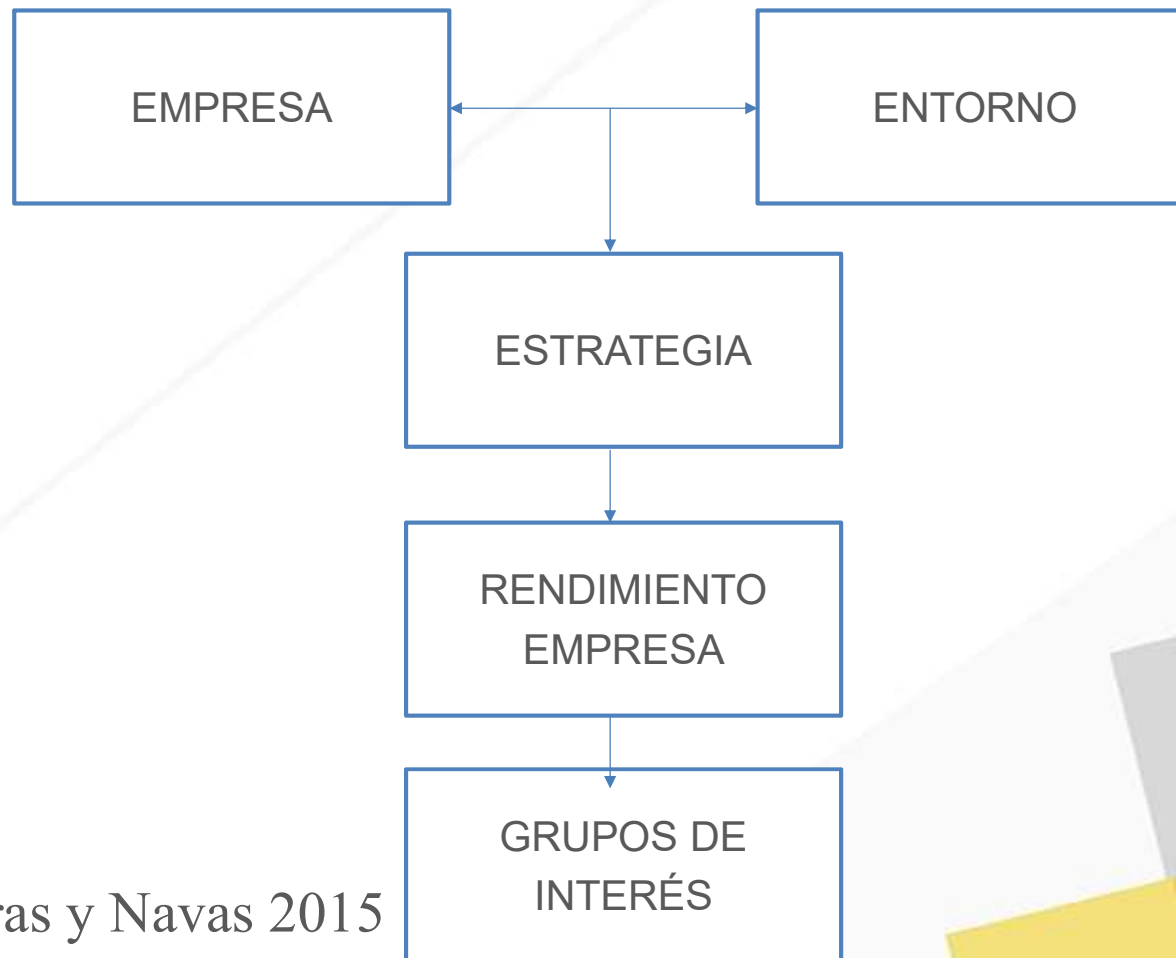 EMPRESA
ENTORNO
ESTRATEGIA
RENDIMIENTO
EMPRESA
GRUPOS DE
INTERÉS
y Navas 2015